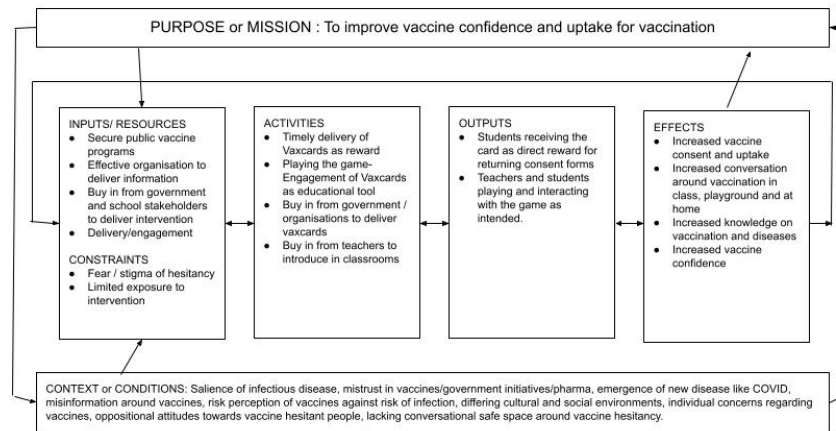 PURPOSE or MISSION : To improve vaccine confidence and uptake for vaccination
INPUTS/ RESOURCES
● Secure public vaccine
programs
● Effective organisation to
deliver information
● Buy in from government
and school stakeholders
to deliver intervention
● Delivery/engagement
CONSTRAINTS
● Fear / stigma of hesitancy
● Limited exposure to
intervention
ACTIVITIES
● Timely delivery of
Vaxcards as reward
● Playing the game-
Engagement of Vaxcards
as educational tool
● Buy in from government /
organisations to deliver
vaxcards
● Buy in from teachers to
introduce in classrooms
OUTPUTS
● Students receiving the
card as direct reward for
returning consent forms
● Teachers and students
playing and interacting
with the game as
intended.
EFFECTS
● Increased vaccine
consent and uptake
● Increased conversation
around vaccination in
class, playground and at
home
● Increased knowledge on
vaccination and diseases
● Increased vaccine
confidence
CONTEXT or CONDITIONS: Salience of infectious disease, mistrust in vaccines/government initiatives/pharma, emergence of new disease like COVID,
misinformation around vaccines, risk perception of vaccines against risk of infection, differing cultural and social environments, individual concerns regarding
vaccines, oppositional attitudes towards vaccine hesitant people, lacking conversational safe space around vaccine hesitancy.